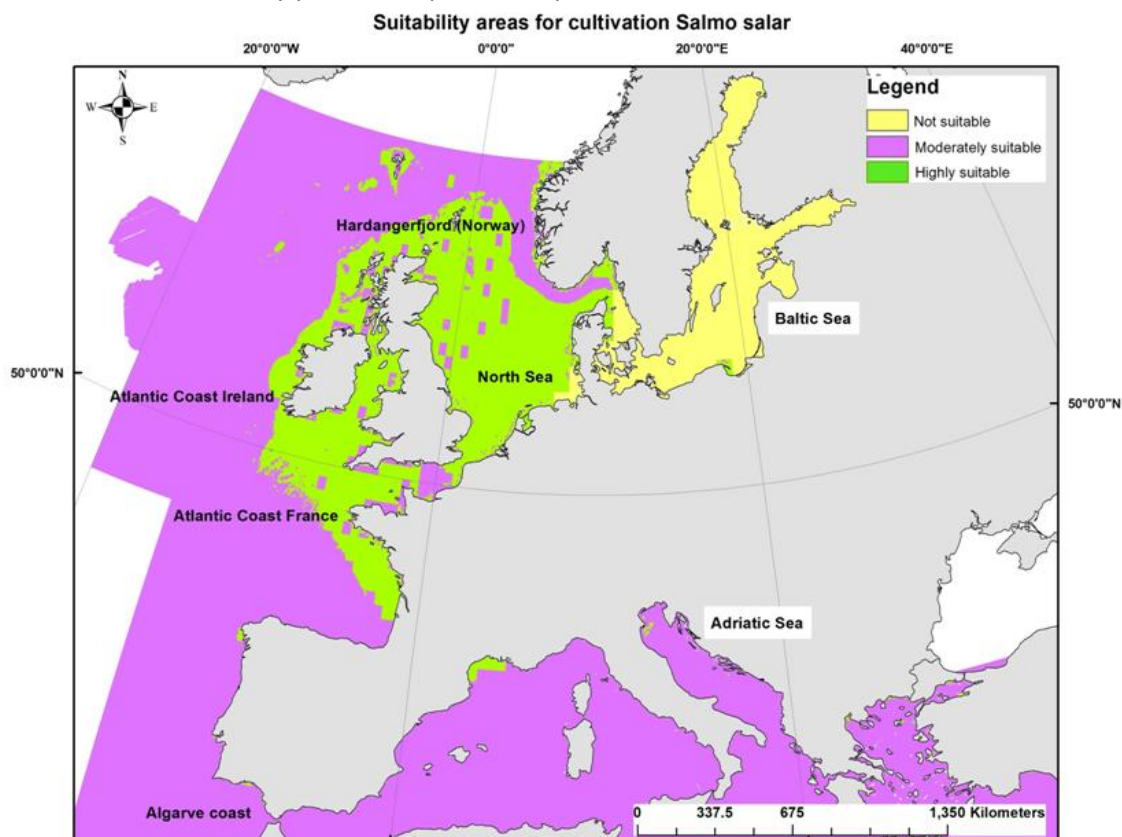 Suitability areas for cultivation Salmo salar
20°0'0"W
0°0'0"E
20°0'0"E
40°0'0"E
N
W
E
S
Legend
Not suitable
Moderately suitable
Highly suitable
Hardangerfjord (Norway)
Baltic Sea
50°0'0"N
North Sea
Atlantic Coast Ireland
50°0'0"N
Atlantic Coast France
Adriatic Sea
Algarve coast
0 337.5 675 1,350 Kilometers